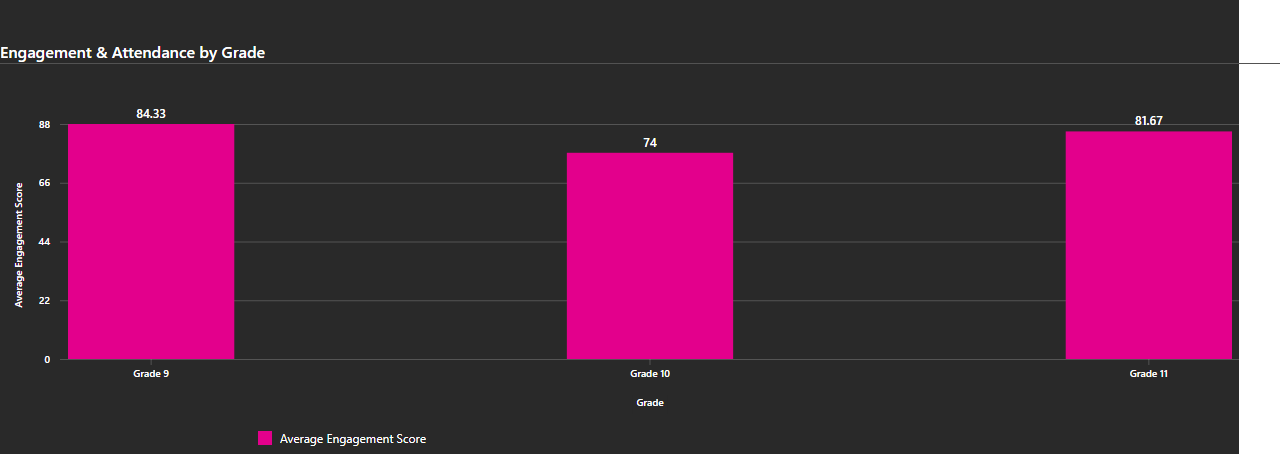 Engagement & Attendance by Grade
84.33
74
81.67
88
66
44
22
0
Average Engagement Score
Grade 9
Grade 10
Grade 11
Grade
Average Engagement Score